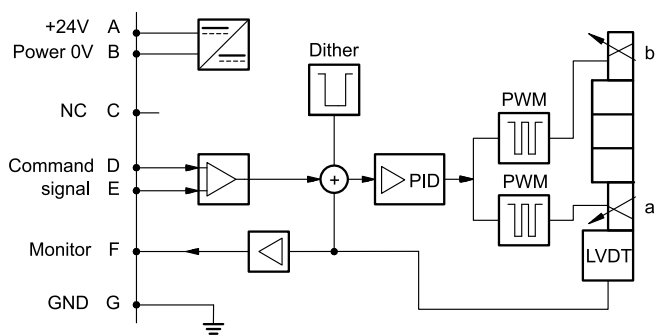 +24V A
Power 0V B
Dither
b
NC C
PWM
Command D
signal E
+
PID
PWM
a
Monitor F
LVDT
GND G